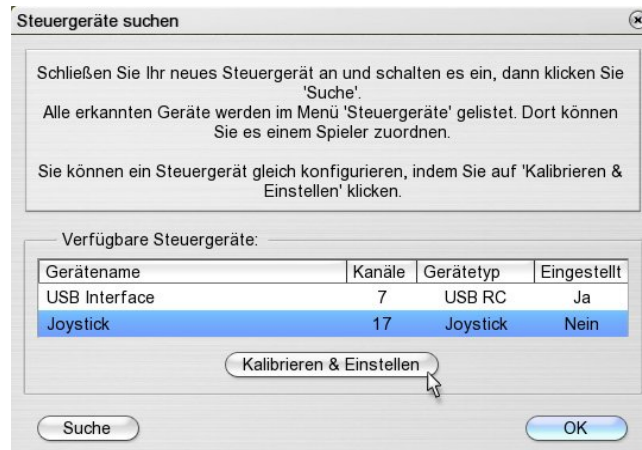 Steuergeräte suchen
Schließen Sie Ihr neues Steuergerät an und schalten es ein, dann klicken Sie
'Suche'.
Alle erkannten Geräte werden im Menü 'Steuergeräte' gelistet. Dort können
Sie es einem Spieler zuordnen.
Sie können ein Steuergerät gleich konfigurieren, indem Sie auf 'Kalibrieren &
Einstellen' klicken.
Verfügbare Steuergeräte:
Gerätename Kanäle Gerätetyp Eingestellt
USB Interface 7 USB RC Ja
Joystick 17 Joystick Nein
Kalibrieren & Einstellen
Suche OK